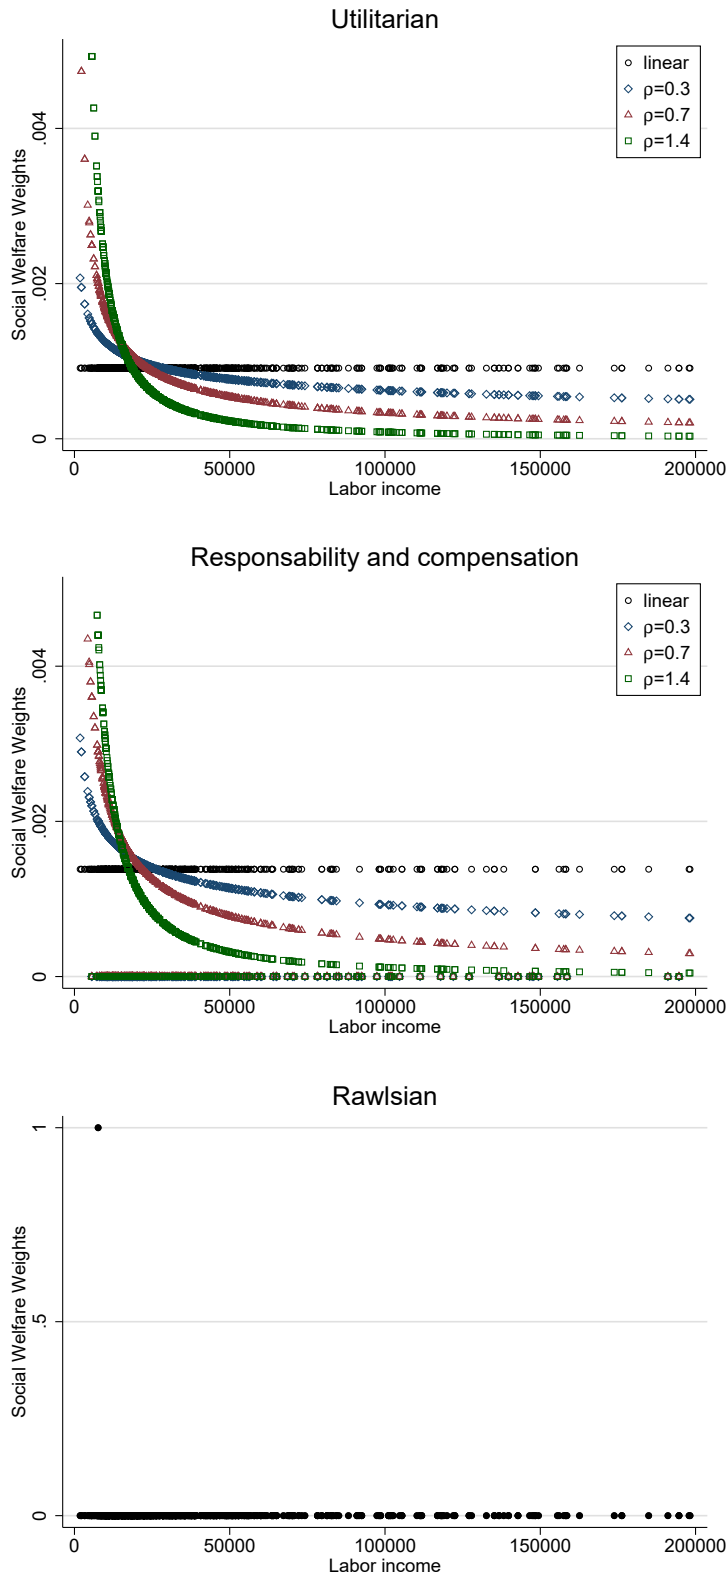 Utilitarian
linear
ρ=0.3
ρ=0.7
ρ=1.4
Social Welfare Weights
.004
.002
0
0 50000 100000 150000 200000
Labor income
Responsability and compensation
linear
ρ=0.3
ρ=0.7
ρ=1.4
Social Welfare Weights
.004
.002
0
0 50000 100000 150000 200000
Labor income
Rawlsian
Social Welfare Weights
1
.5
0
0 50000 100000 150000 200000
Labor income